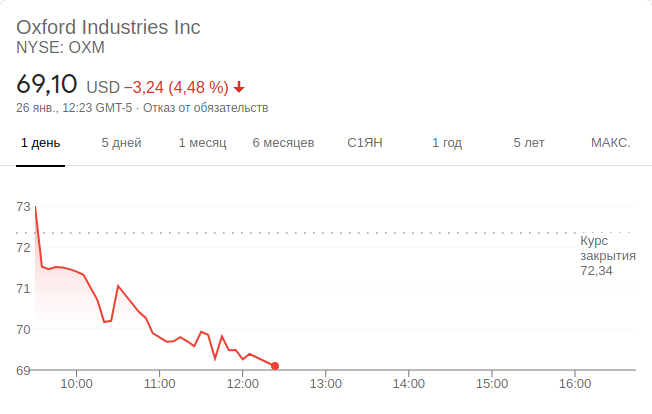 Oxford Industries Inc
NYSE: OXM
69,10 USD −3,24 (4,48 %)
26 янв., 12:23 GMT-5 · Отказ от обязательств
1 день 5 дней 1 месяц 6 месяцев С1ЯН 1 год 5 лет МАКС.
73
72
71
70
69
Курс
закрытия
72,34
10:00 11:00 12:00 13:00 14:00 15:00 16:00